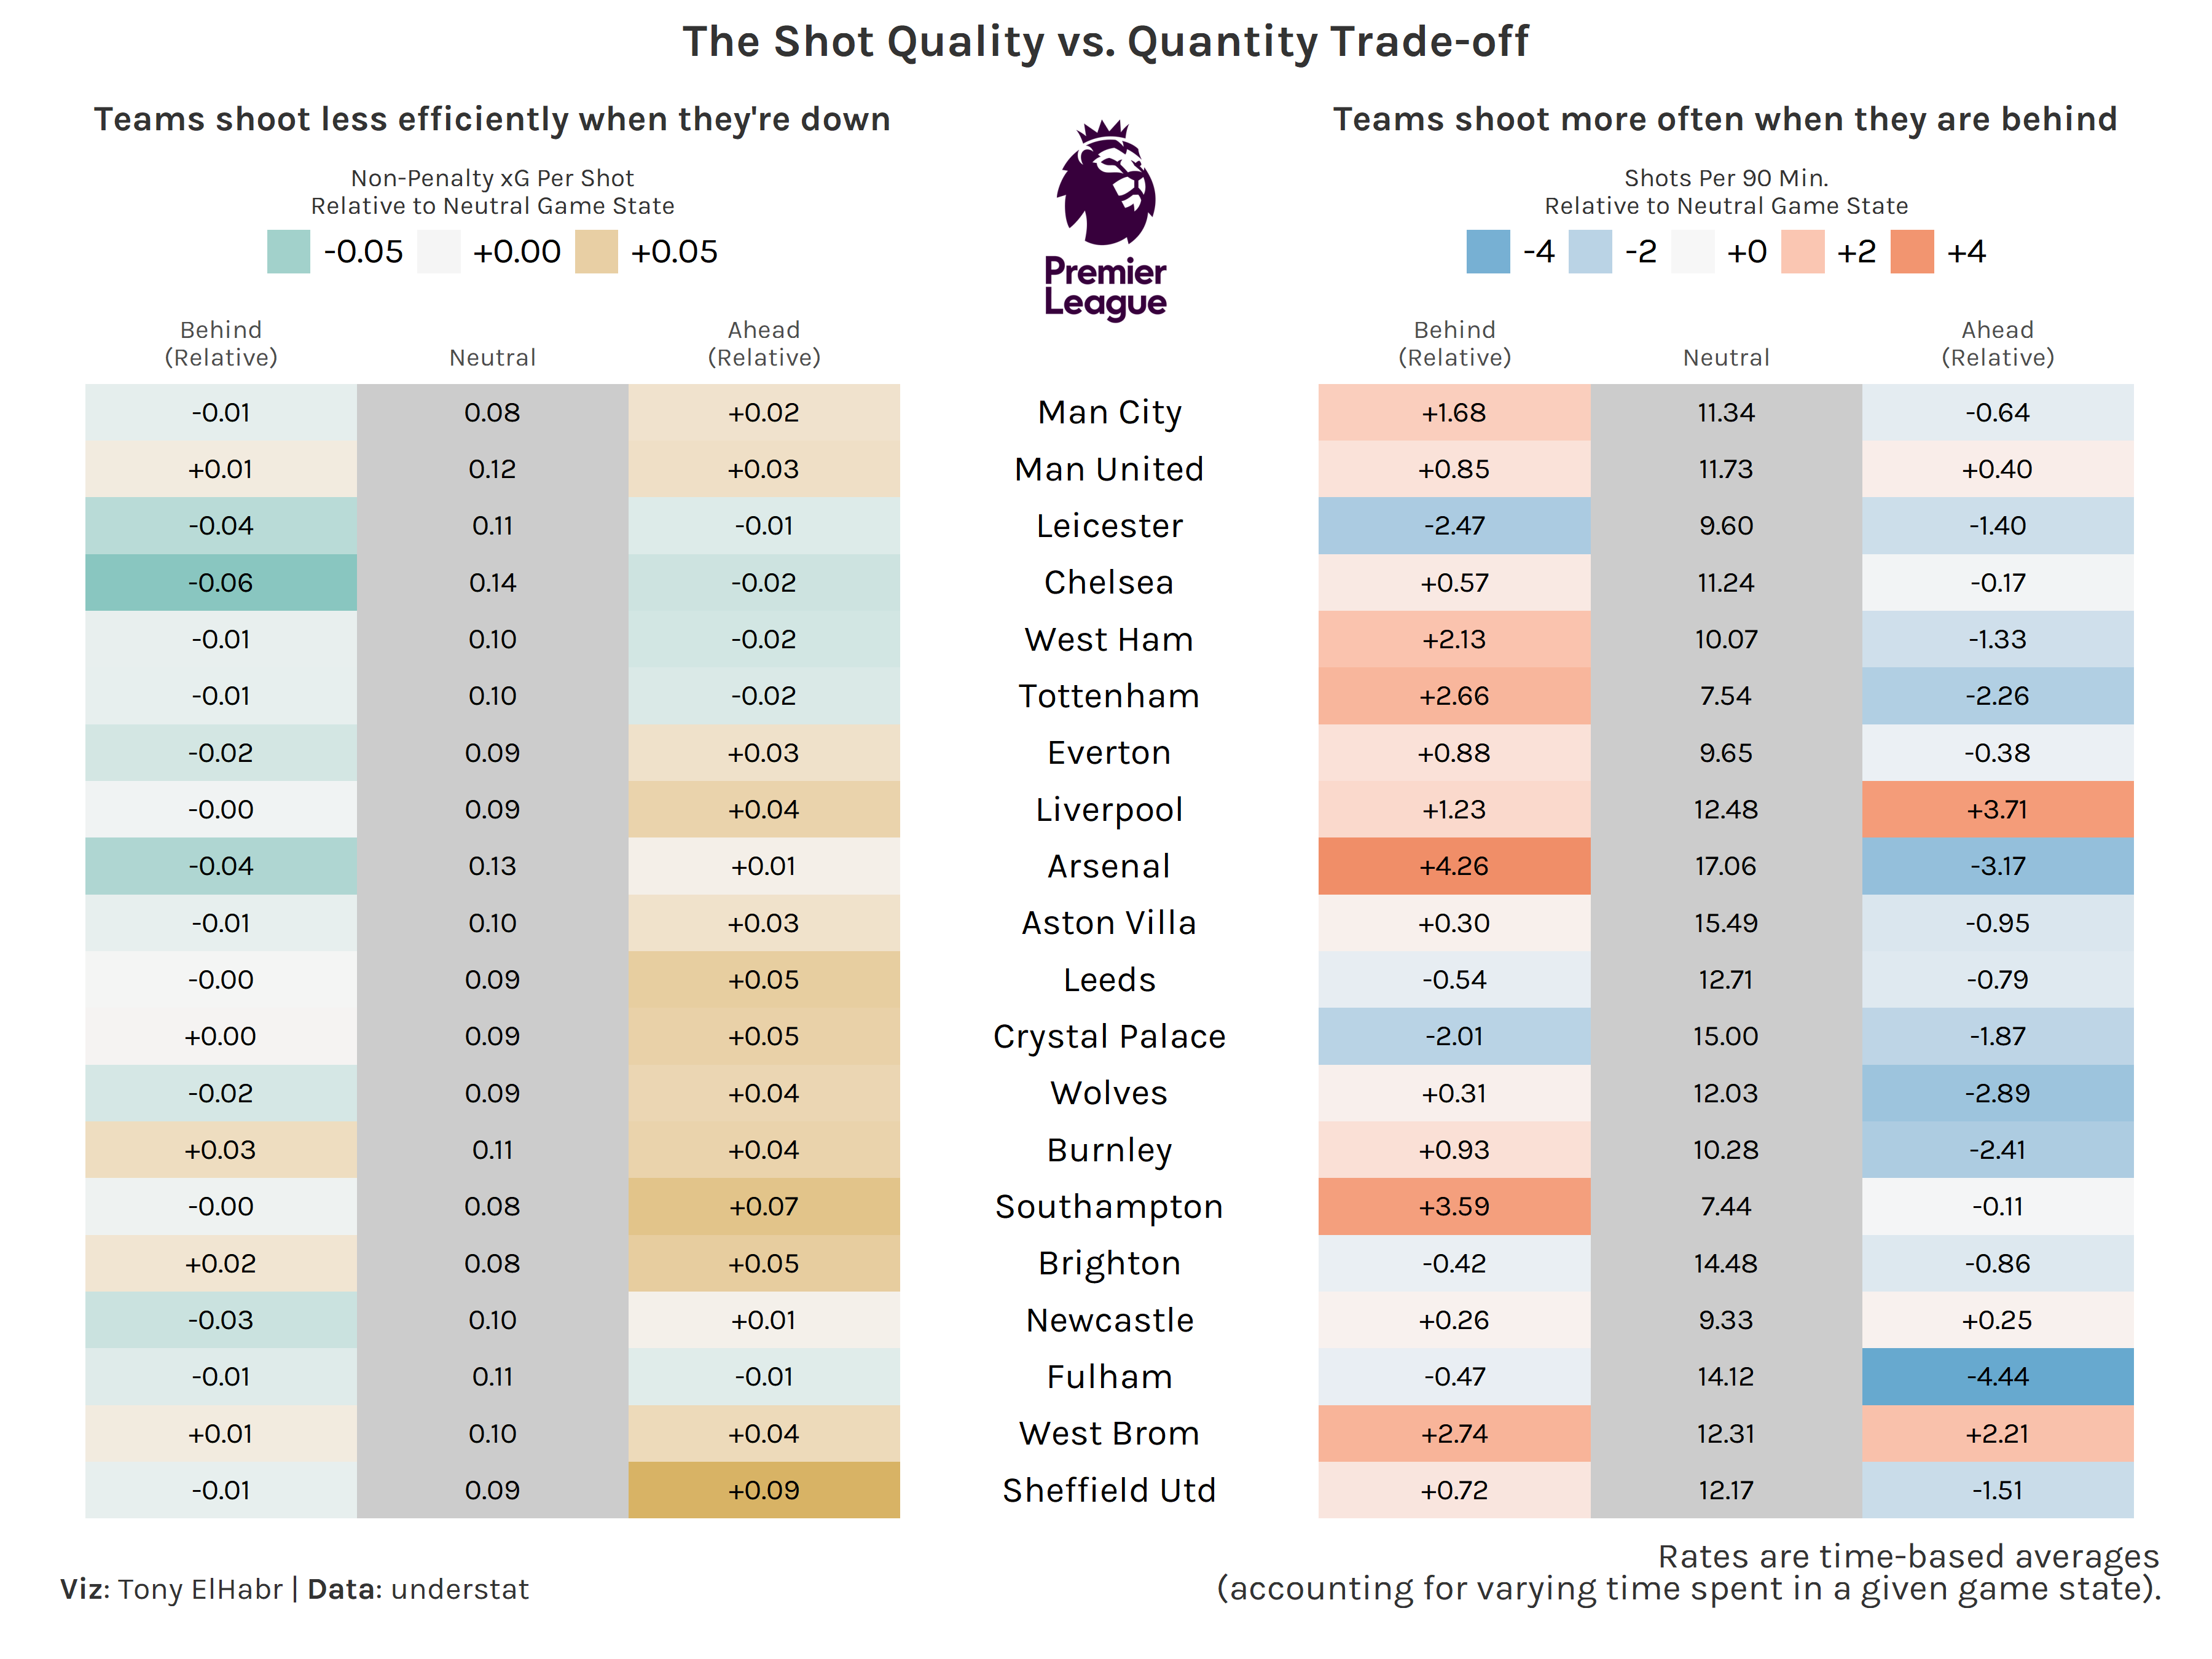 The Shot Quality vs. Quantity Trade-off
Teams shoot less efficiently when they're down
Non-Penalty xG Per Shot
Relative to Neutral Game State
-0.05 +0.00 +0.05
Premier
League
Teams shoot more often when they are behind
Shots Per 90 Min.
Relative to Neutral Game State
-4 -2 +0 +2 +4
Behind
(Relative) Neutral Ahead
(Relative)
Behind
(Relative) Neutral Ahead
(Relative)
-0.01 0.08 +0.02 Man City +1.68 11.34 -0.64
+0.01 0.12 +0.03 Man United +0.85 11.73 +0.40
-0.04 0.11 -0.01 Leicester -2.47 9.60 -1.40
-0.06 0.14 -0.02 Chelsea +0.57 11.24 -0.17
-0.01 0.10 -0.02 West Ham +2.13 10.07 -1.33
-0.01 0.10 -0.02 Tottenham +2.66 7.54 -2.26
-0.02 0.09 +0.03 Everton +0.88 9.65 -0.38
-0.00 0.09 +0.04 Liverpool +1.23 12.48 +3.71
-0.04 0.13 +0.01 Arsenal +4.26 17.06 -3.17
-0.01 0.10 +0.03 Aston Villa +0.30 15.49 -0.95
-0.00 0.09 +0.05 Leeds -0.54 12.71 -0.79
+0.00 0.09 +0.05 Crystal Palace -2.01 15.00 -1.87
-0.02 0.09 +0.04 Wolves +0.31 12.03 -2.89
+0.03 0.11 +0.04 Burnley +0.93 10.28 -2.41
-0.00 0.08 +0.07 Southampton +3.59 7.44 -0.11
+0.02 0.08 +0.05 Brighton -0.42 14.48 -0.86
-0.03 0.10 +0.01 Newcastle +0.26 9.33 +0.25
-0.01 0.11 -0.01 Fulham -0.47 14.12 -4.44
+0.01 0.10 +0.04 West Brom +2.74 12.31 +2.21
-0.01 0.09 +0.09 Sheffield Utd +0.72 12.17 -1.51
Viz: Tony ElHabr | Data: understat
Rates are time-based averages
(accounting for varying time spent in a given game state).